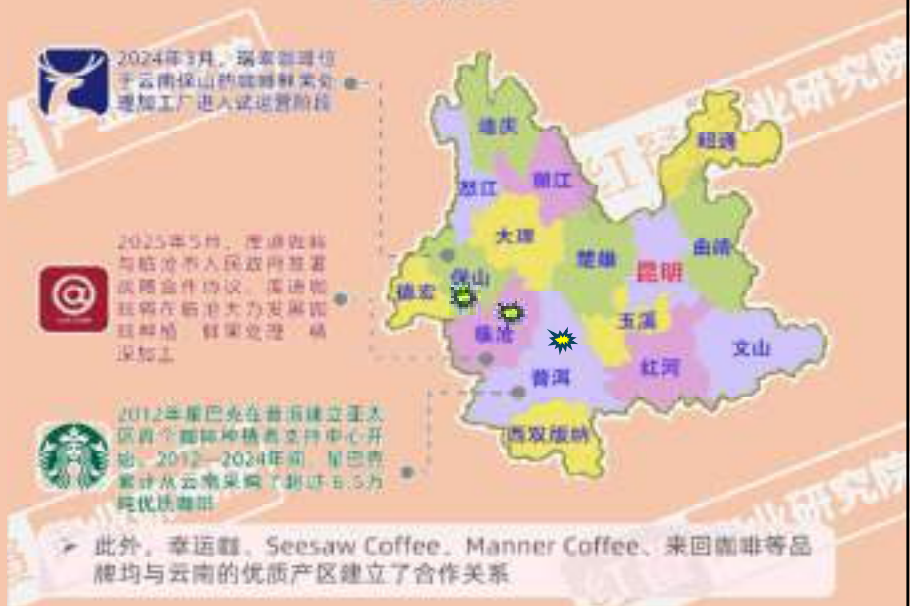 2024年3月，瑞幸咖啡位
于云南保山的咖啡鲜果处
理加工厂进入试运营阶段
2025年5月，库迪咖啡
与临沧市人民政府签署
战略合作协议，库迪咖
啡将在临沧大力发展咖
啡种植 鲜果处理 精
深加工
2012年星巴克在普洱建立亚太
区首个咖啡种植者支持中心开
始，2012—2024年间，星巴克
累计从云南采购了超过6.5万
吨优质咖啡
迪庆
昭通
怒江
丽江
大理
楚雄
曲靖
昆明
保山
德宏
玉溪
临沧
文山
红河
普洱
西双版纳
➢ 此外，幸运咖、Seesaw Coffee、Manner Coffee、来回咖啡等品
牌均与云南的优质产区建立了合作关系
业研究院
业研究院